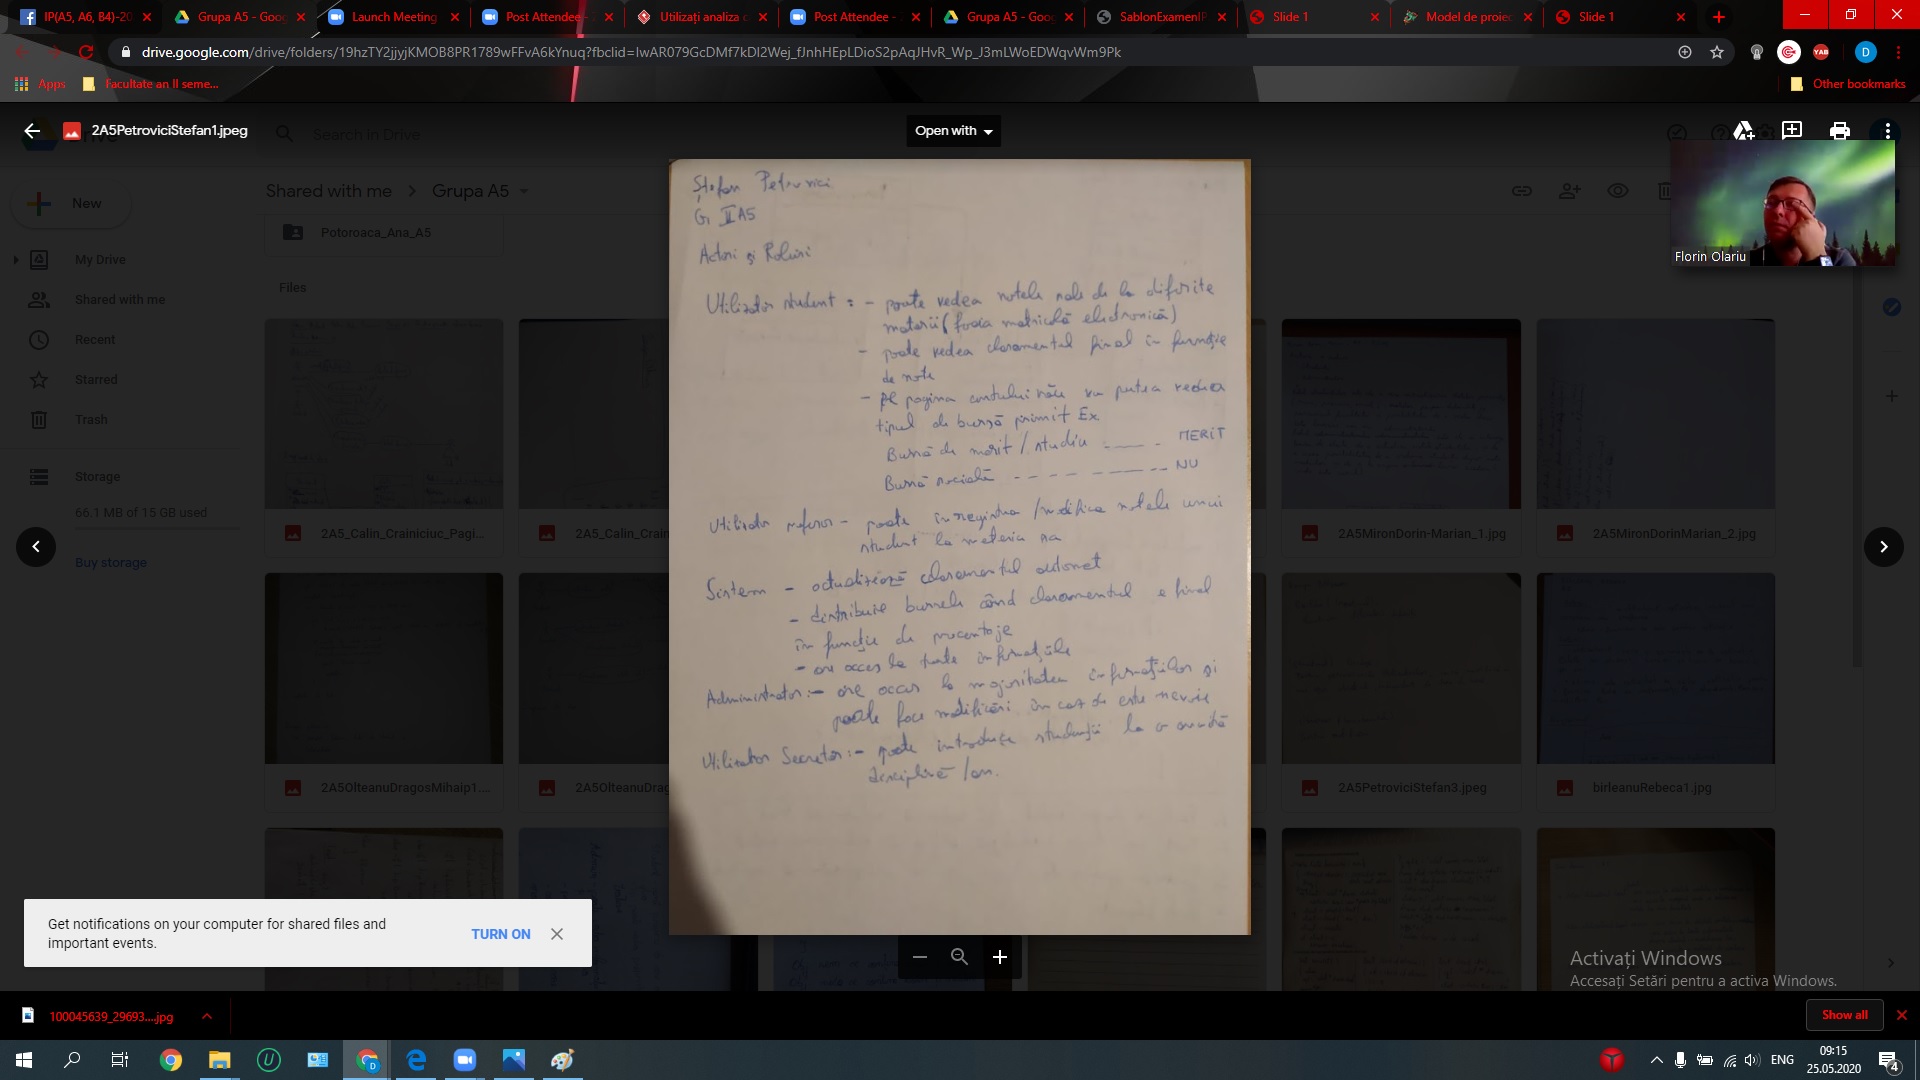 IP(A5, A6, B4)-20
Grupa A5 - Goo
Launch Meeting
Post Attendee -
Utilizați analiza c
Post Attendee -
Grupa A5 - Goo
SablonExamenIP
Slide 1
Model de proiec
Slide 1
drive.google.com/drive/folders/19hzTY2jjyjKMOB8PR1789wFFvA6kYnuq?fbclid=IwAR079GcDMf7kDl2Wej_fJnhHEpLDioS2pAqJHvR_Wp_J3mLWoEDWqvWm9Pk
YAB
D
Apps
Facultate an II seme...
Other bookmarks
2A5PetroviciStefan1.jpeg
Search in Drive
Open with
Shared with me
Grupa A5
New
Potoroaca_Ana_A5
My Drive
Shared with me
Recent
Starred
Trash
Storage
66.1 MB of 15 GB used
Buy storage
Files
Florin Olariu
Ștefan Petrovici
Gr II A5
Actori și Roluri
Utilizator student : - poate vedea notele sale de la diferite
materii (foaia matricolă electronică)
- poate vedea clasamentul final în funcție
de note
- pe pagina contului său va putea vedea
tipul de bursă primit Ex
Bursă de merit / studiu MERIT
Bursă socială NU
Utilizator profesor - poate înregistra / modifica notele unui
student la materia sa
Sistem - actualizează clasamentul automat
- distribuie bursele când clasamentul e final
în funcție de procentaje
- are acces la toate informațiile
Administrator: - are acces la majoritatea informațiilor și
poate face modificări în caz de este nevoie
Utilizator Secretar: - poate introduce studenții la o anumită
disciplină / an.
2A5_Calin_Crainiciuc_Pagi...
2A5_Calin_Crain
2A5MironDorin-Marian_1.jpg
2A5MironDorinMarian_2.jpg
2A5OlteanuDragosMihaip1....
2A5OlteanuDrag
2A5PetroviciStefan3.jpeg
birleanuRebeca1.jpg
Get notifications on your computer for shared files and
important events.
TURN ON
Activați Windows
Accesați Setări pentru a activa Windows.
100045639_29693....jpg
Show all
ENG
09:15
25.05.2020
4